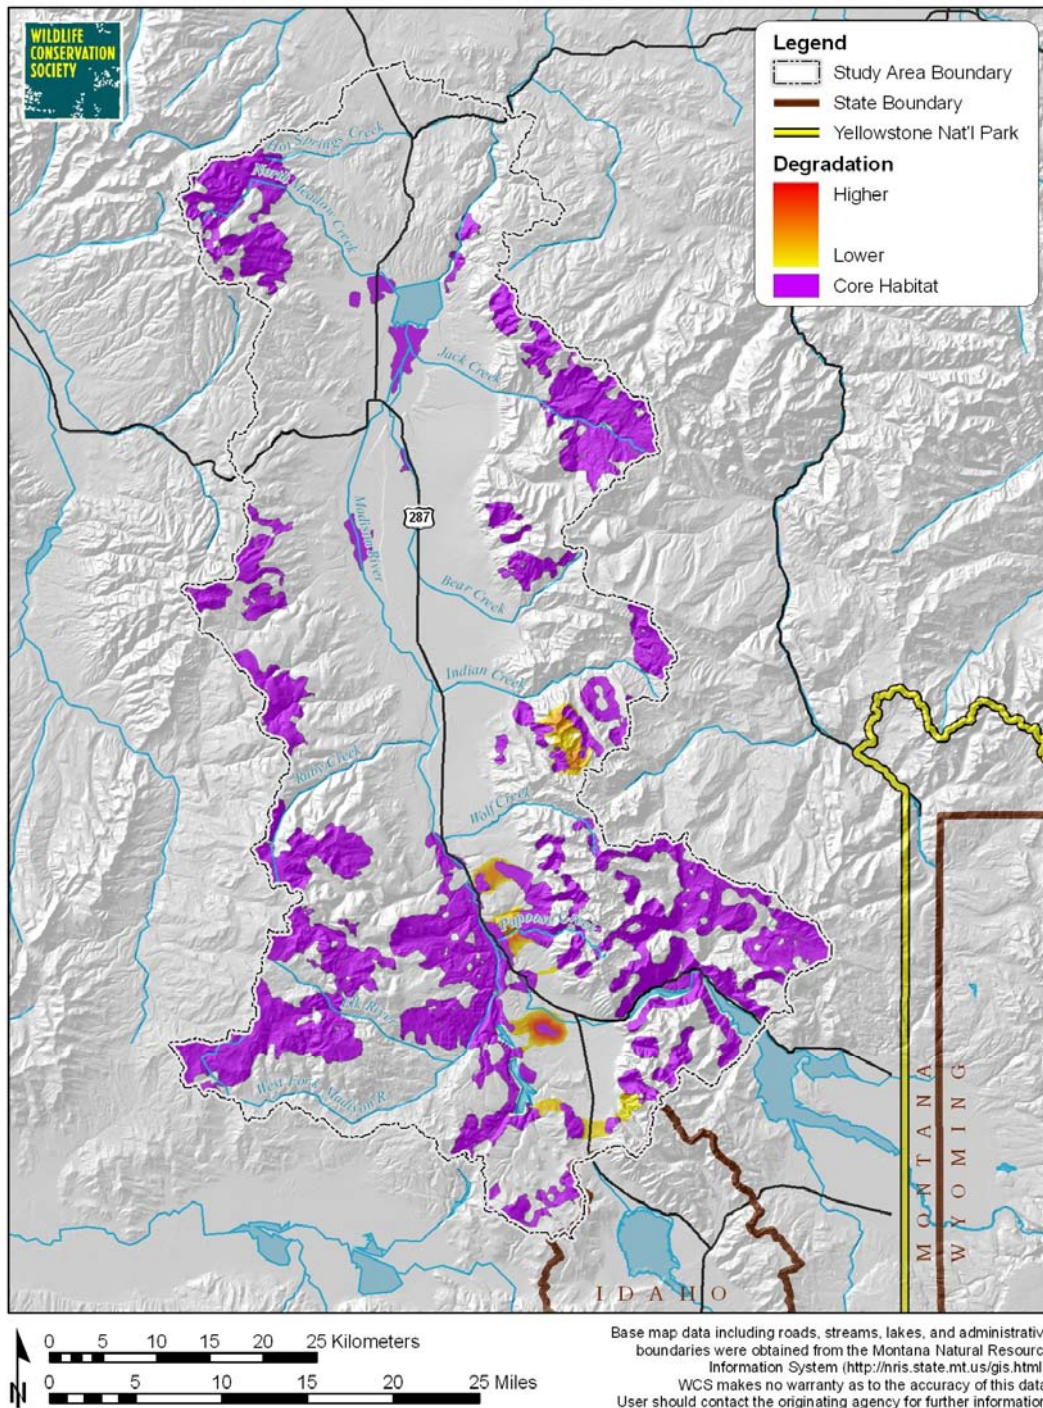 WILDLIFE
CONSERVATION
SOCIETY
Legend
Study Area Boundary
State Boundary
Yellowstone Nat'l Park
Degradation
Higher
Lower
Core Habitat
Hot Springs Creek
North Meadow Creek
Jack Creek
287
Madison River
Bear Creek
Indian Creek
Ruby Creek
Wolf Creek
Papoose Creek
Elk River
West Fork Madison R.
MONTANA
WYOMING
IDAHO
0 5 10 15 20 25 Kilometers
0 5 10 15 20 25 Miles
N
Base map data including roads, streams, lakes, and administrativ
boundaries were obtained from the Montana Natural Resourc
Information System (http://nris.state.mt.us/gis.html
WCS makes no warranty as to the accuracy of this data
User should contact the originating agency for further information